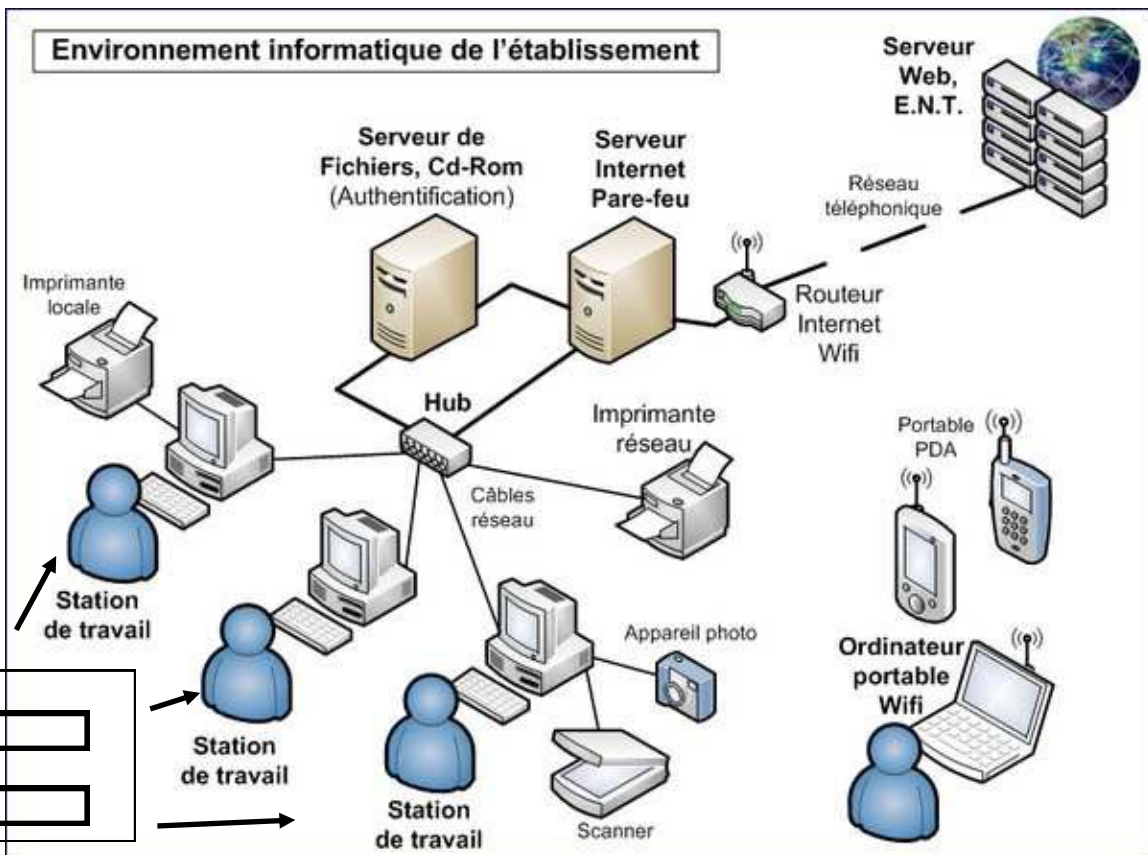 Environnement informatique de l'établissement
Serveur
Web,
E.N.T.
Serveur de
Fichiers, Cd-Rom
(Authentification)
Serveur
Internet
Pare-feu
Réseau
téléphonique
Imprimante
locale
Routeur
Internet
Wifi
Hub
Imprimante
réseau
Portable
PDA
Câbles
réseau
Station
de travail
Appareil photo
Ordinateur
portable
Wifi
Station
de travail
Station
de travail
Scanner